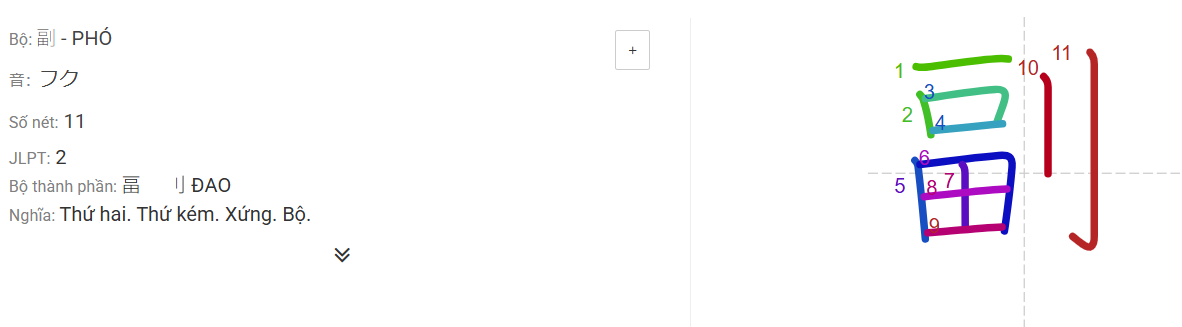 Bộ: 副 - PHÓ
音: フク
Số nét: 11
JLPT: 2
Bộ thành phần: 畐 刂 ĐAO
Nghĩa: Thứ hai. Thứ kém. Xứng. Bộ.
+
副
1
2
3
4
5
6
7
8
9
10
11